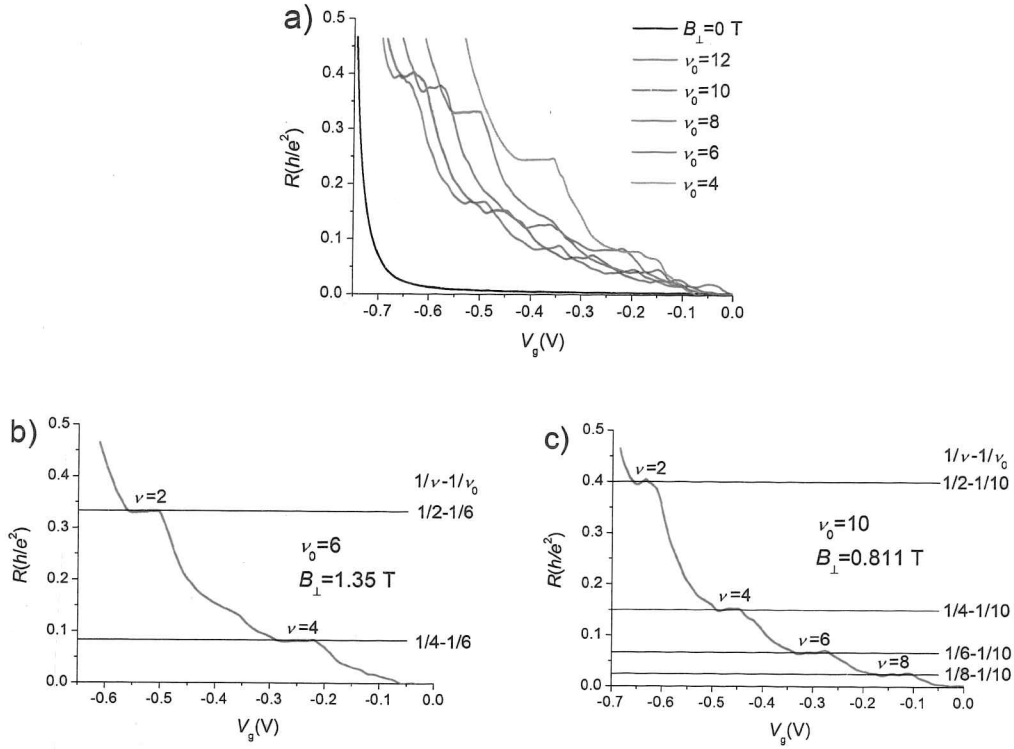 a)
0.5
0.4
0.3
0.2
0.1
0.0
R(h/e²)
-0.7 -0.6 -0.5 -0.4 -0.3 -0.2 -0.1 0.0
V_g(V)
B_⊥=0 T
ν₀=12
ν₀=10
ν₀=8
ν₀=6
ν₀=4
b)
0.5
0.4
0.3
0.2
0.1
0.0
R(h/e²)
ν=2
ν=4
1/ν-1/ν₀
1/2-1/6
ν₀=6
B_⊥=1.35 T
1/4-1/6
-0.6 -0.5 -0.4 -0.3 -0.2 -0.1 0.0
V_g(V)
c)
0.5
0.4
0.3
0.2
0.1
0.0
R(h/e²)
ν=2
ν=4
ν=6
ν=8
1/ν-1/ν₀
1/2-1/10
ν₀=10
B_⊥=0.811 T
1/4-1/10
1/6-1/10
1/8-1/10
-0.7 -0.6 -0.5 -0.4 -0.3 -0.2 -0.1 0.0
V_g(V)